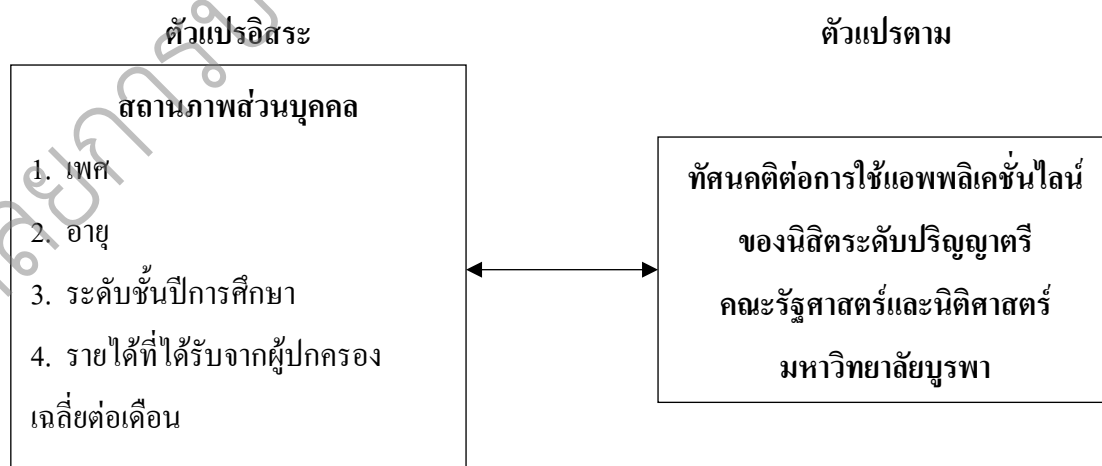 ตัวแปรอิสระ
ตัวแปรตาม
สถานภาพส่วนบุคคล
1. เพศ
2. อายุ
3. ระดับชั้นปีการศึกษา
4. รายได้ที่ได้รับจากผู้ปกครอง
เฉลี่ยต่อเดือน
ทัศนคติต่อการใช้แอพพลิเคชั่นไลน์
ของนิสิตระดับปริญญาตรี
คณะรัฐศาสตร์และนิติศาสตร์
มหาวิทยาลัยบูรพา